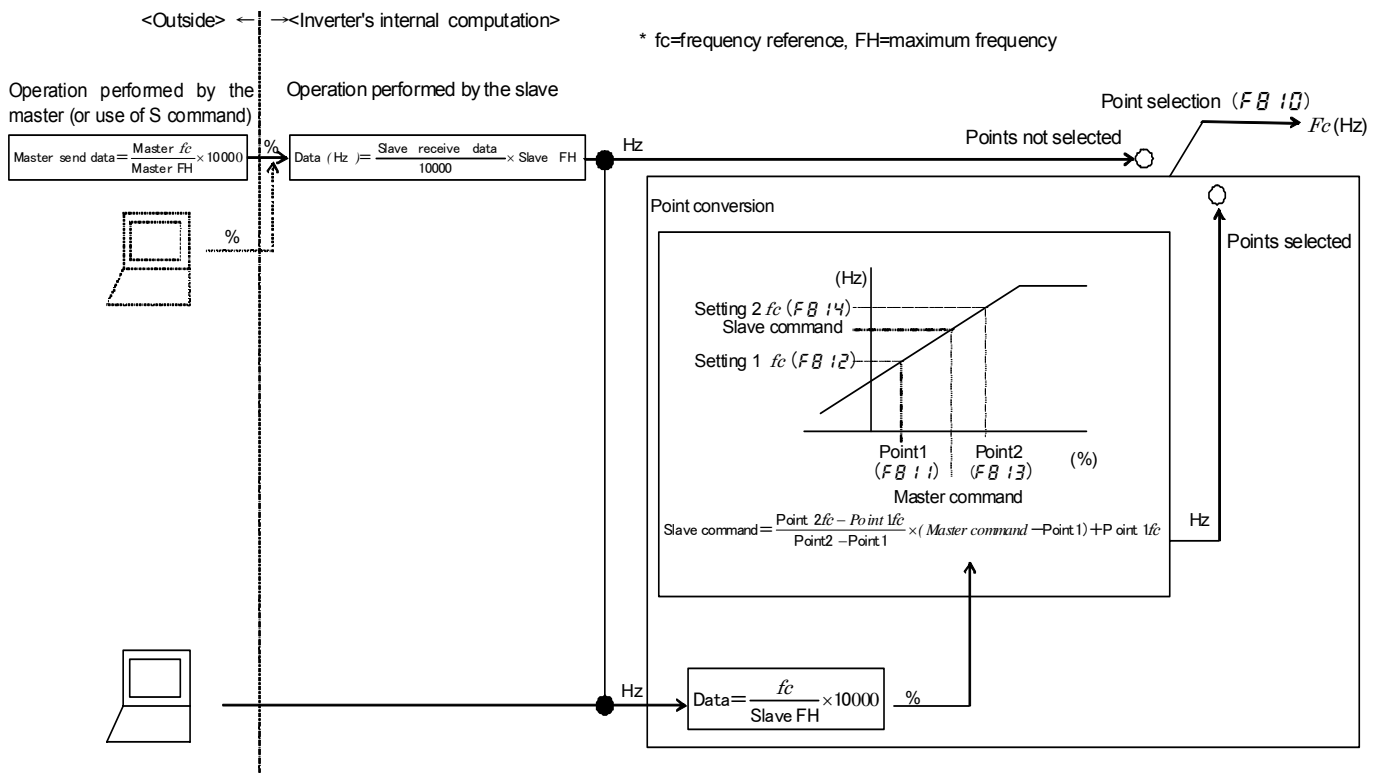 <Outside> ← →<Inverter's internal computation>
* fc=frequency reference, FH=maximum frequency
Operation performed by the
master (or use of S command)
Operation performed by the slave
Master send data=Master fc/Master FH×10000
%
Data (Hz)=Slave receive data/10000×Slave FH
Hz
Points not selected
Point selection (F810)
Fc(Hz)
%
Point conversion
Points selected
(Hz)
Setting 2 fc (F814)
Slave command
Setting 1 fc (F812)
Point1
(F811)
Point2
(F813)
(%)
Master command
Slave command=Point 2fc−Point 1fc/Point2−Point1×(Master command−Point1)+Point 1fc
Hz
Hz
Data=fc/Slave FH×10000
%